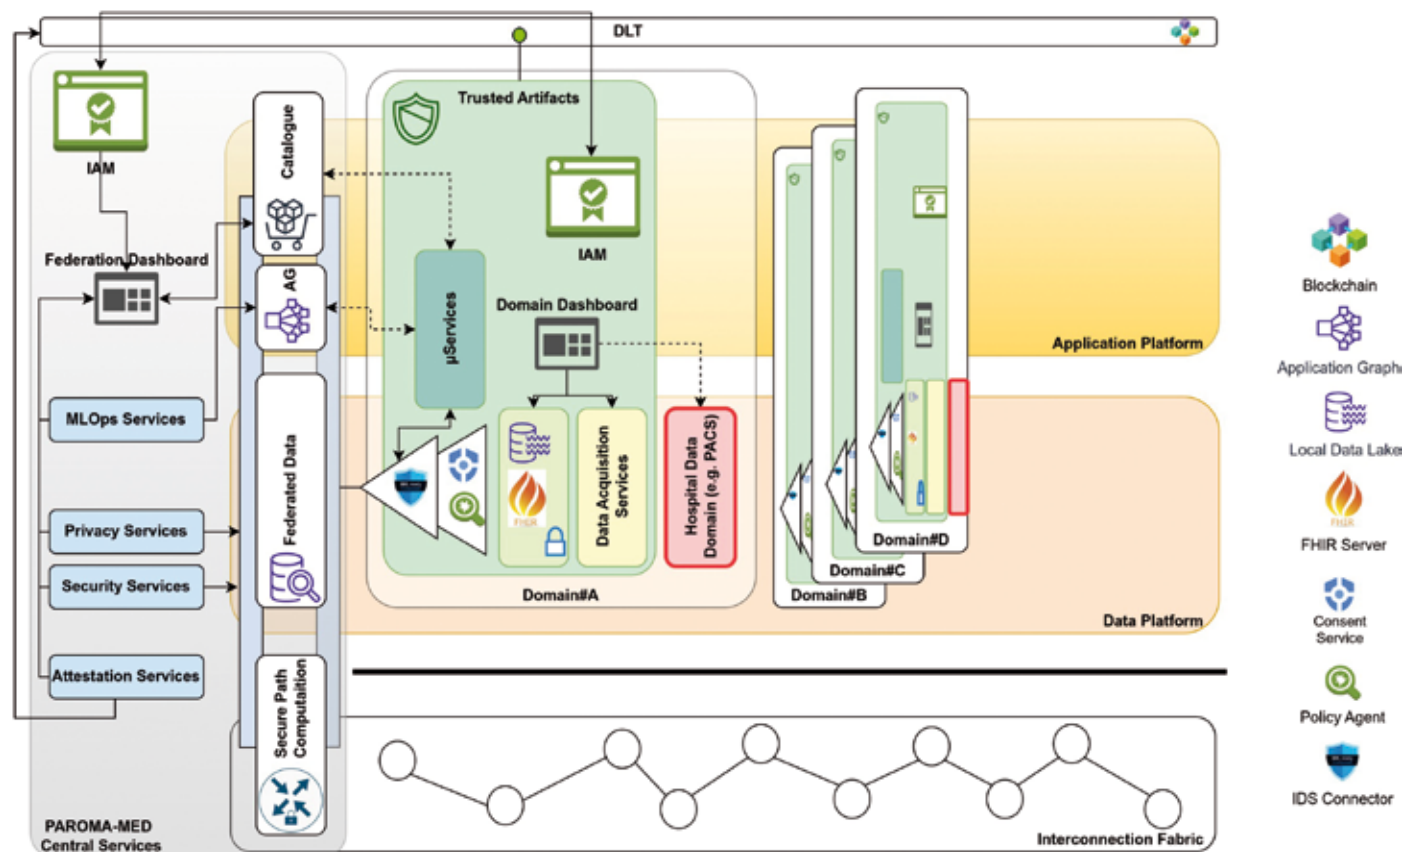 DLT
IAM
Federation Dashboard
MLOps Services
Privacy Services
Security Services
Attestation Services
PAROMA-MED
Central Services
Catalogue
AG
Federated Data
Secure Path
Computaition
Trusted Artifacts
IAM
µServices
Domain Dashboard
FHIR
Data Acquisition
Services
Hospital Data
Domain (e.g. PACS)
Domain#A
Domain#B
Domain#C
Domain#D
Application Platform
Data Platform
Interconnection Fabric
Blockchain
Application Graph
Local Data Lake
FHIR Server
Consent
Service
Policy Agent
IDS Connector